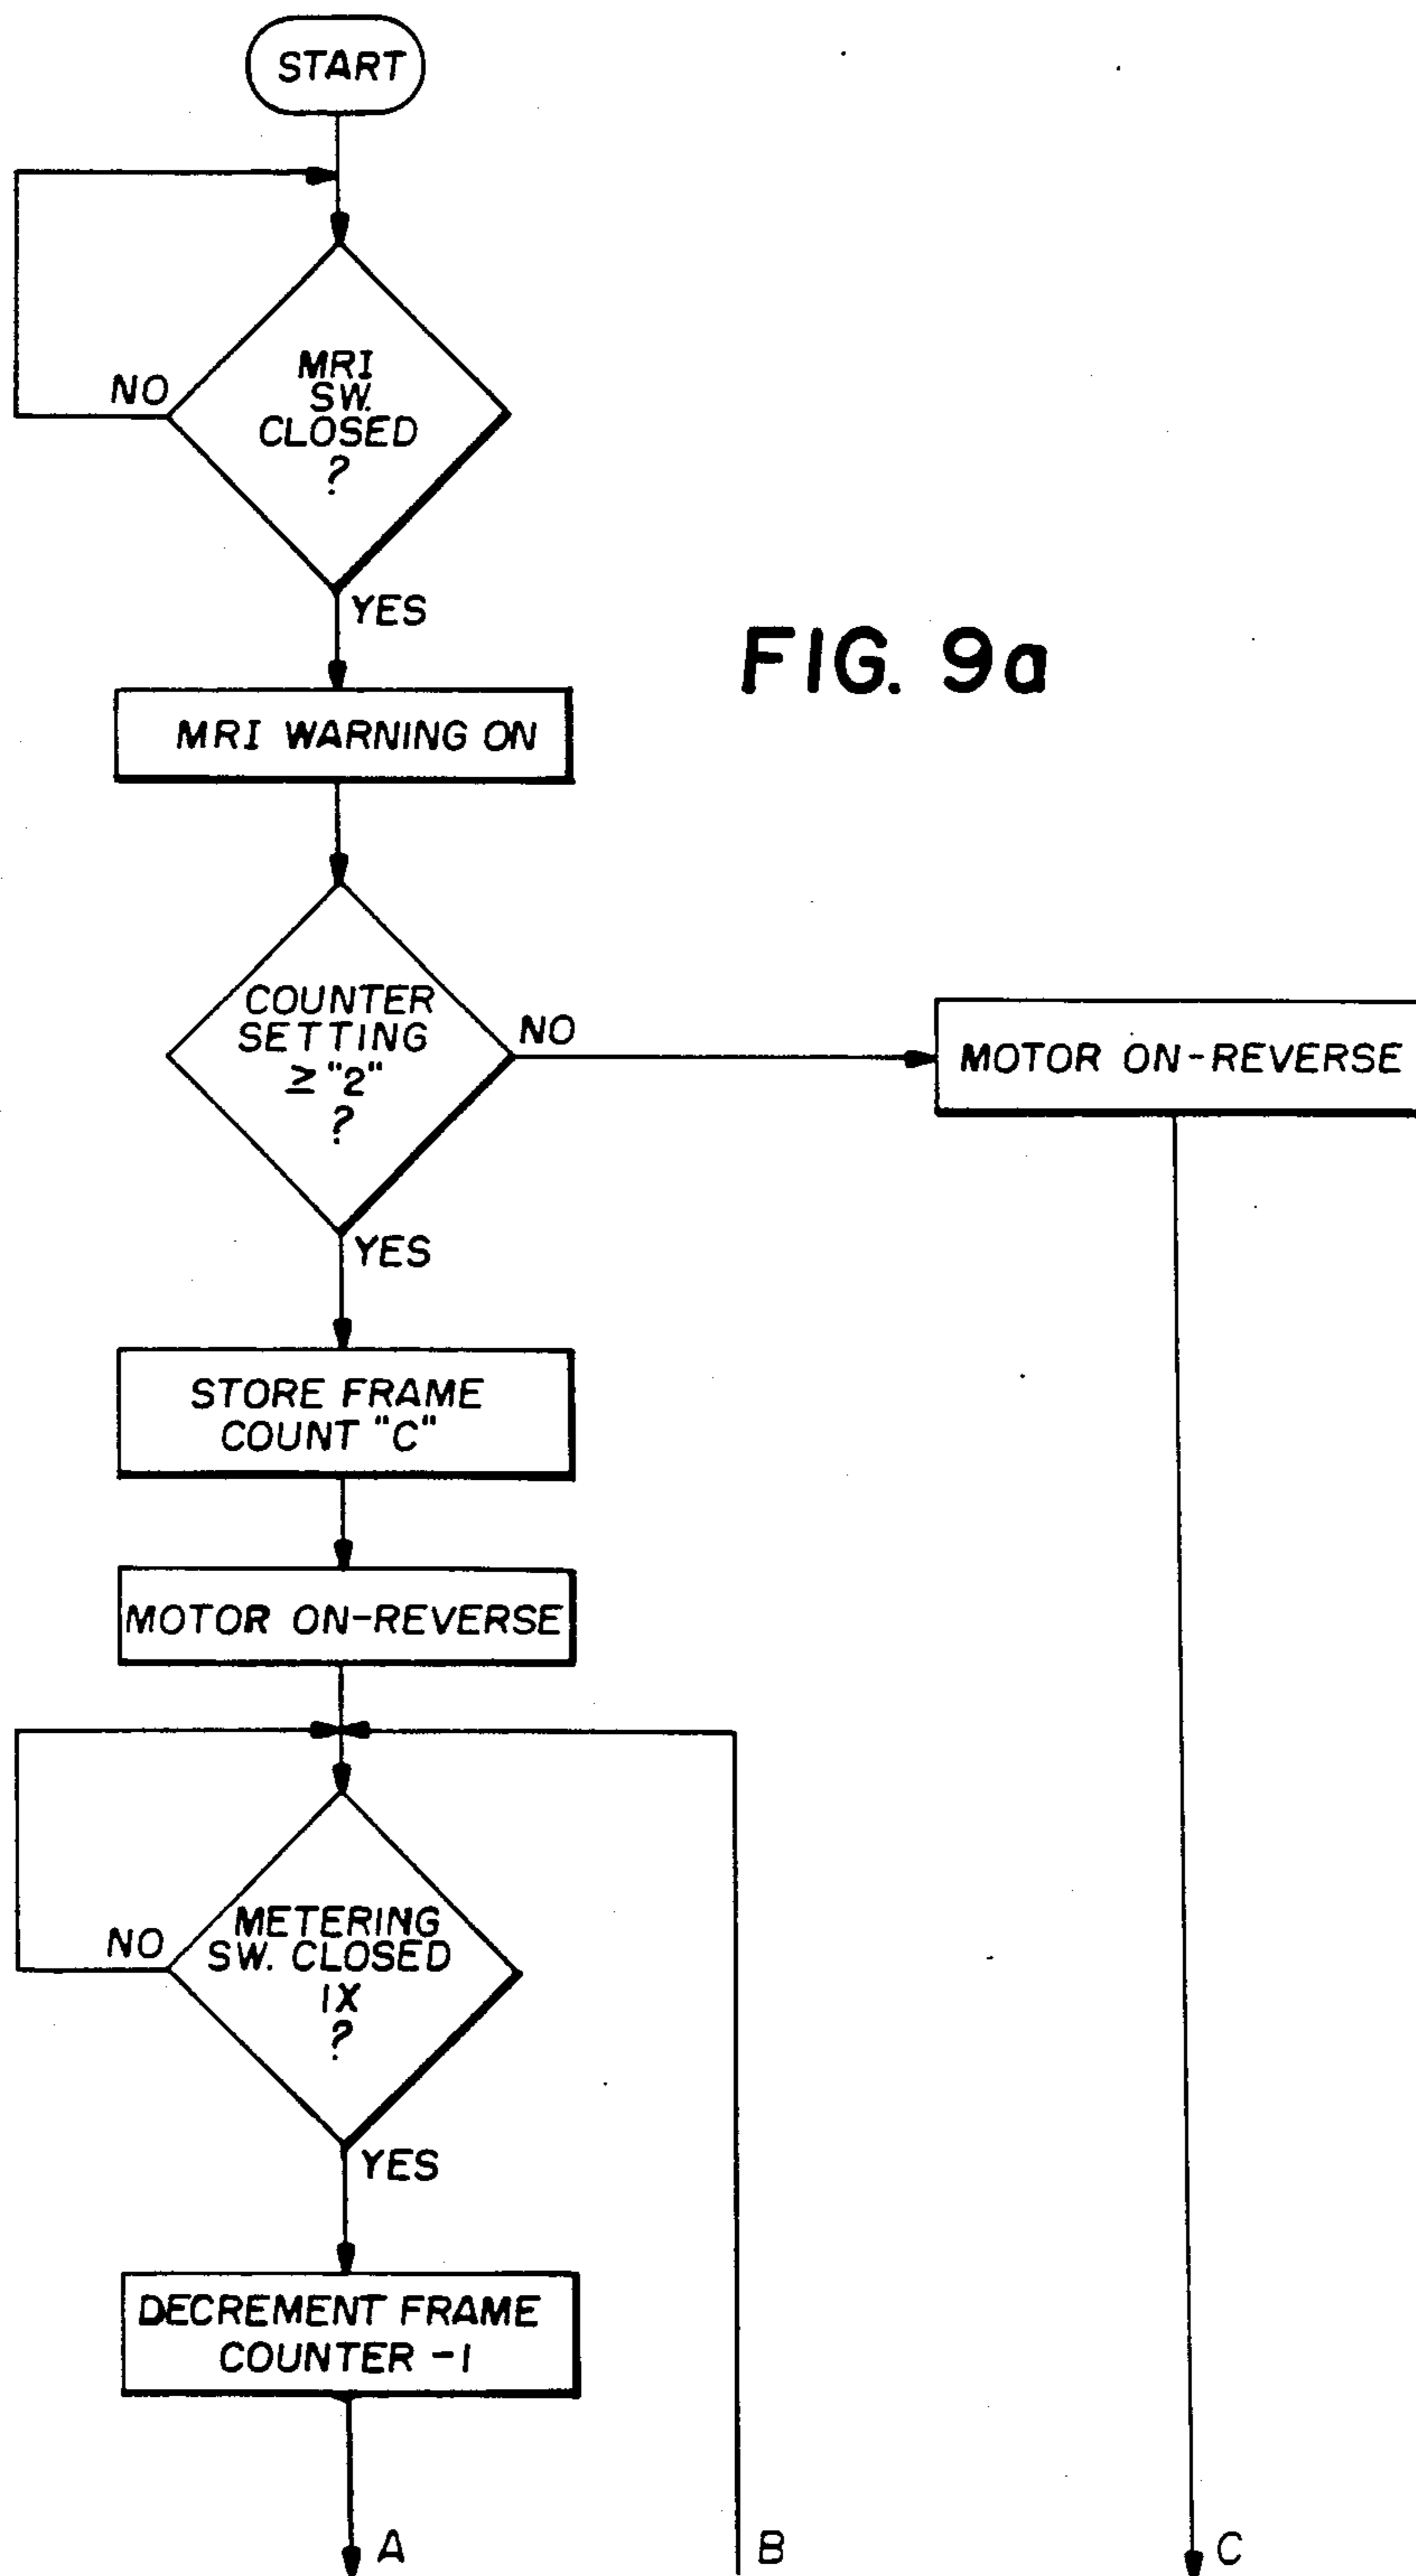 START
MRI
SW.
CLOSED
?
NO
YES
FIG. 9a
MRI WARNING ON
COUNTER
SETTING
≥ "2"
?
NO
MOTOR ON-REVERSE
YES
STORE FRAME
COUNT "C"
MOTOR ON-REVERSE
METERING
SW. CLOSED
1X
?
NO
YES
DECREMENT FRAME
COUNTER -1
A
B
C